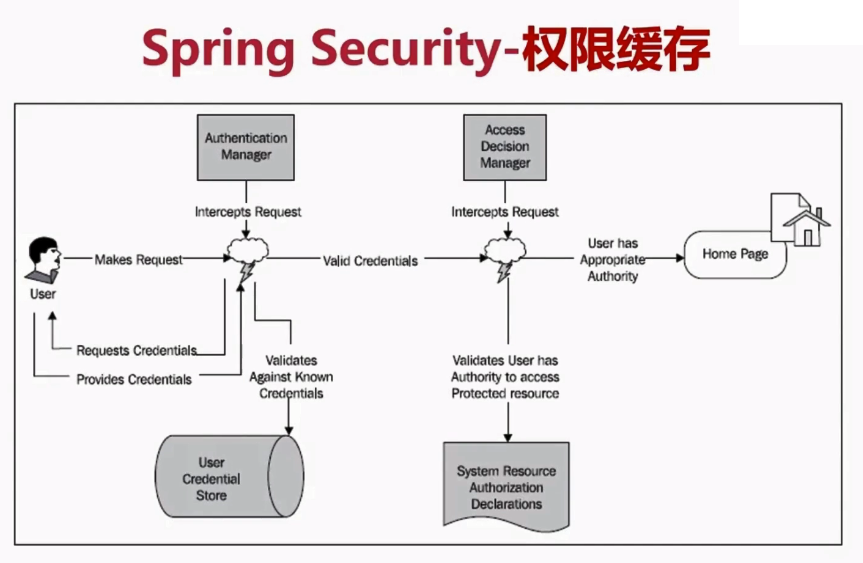 Spring Security-权限缓存
Authentication
Manager
Access
Decision
Manager
Intercepts Request
Intercepts Request
User
Makes Request
Valid Credentials
User has
Appropriate
Authority
Home Page
Requests Credentials
Provides Credentials
Validates
Against Known
Credentials
Validates User has
Authority to access
Protected resource
User
Credential
Store
System Resource
Authorization
Declarations